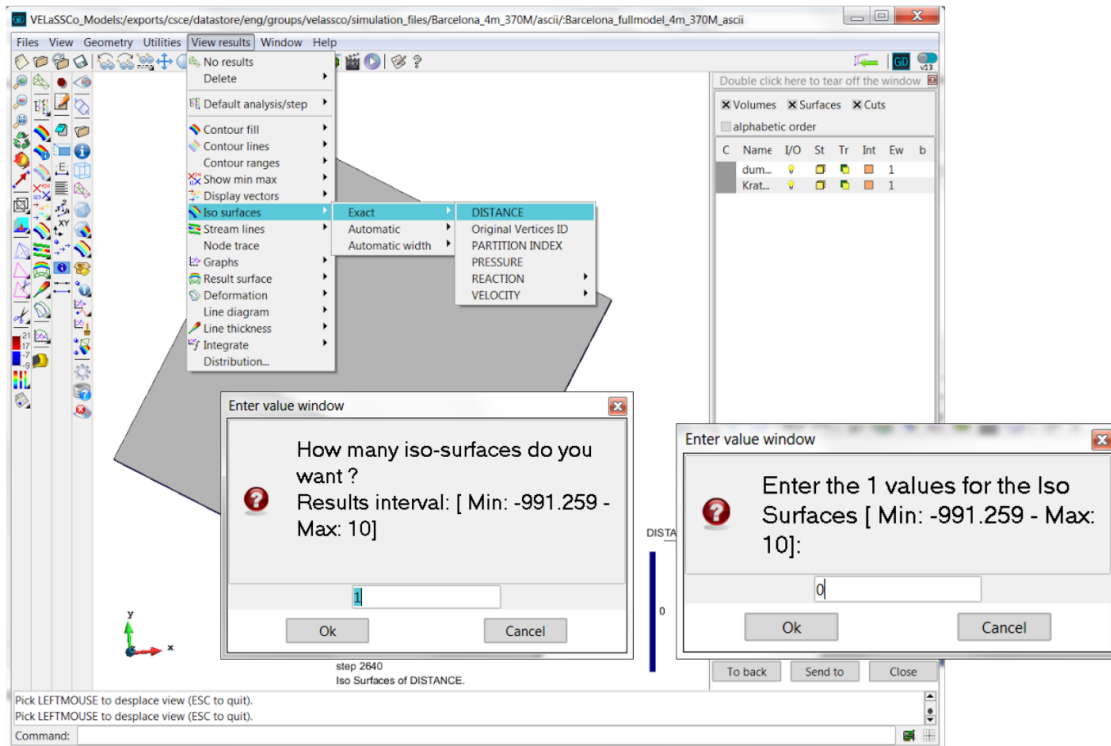 VELaSSCo_Models:/exports/csce/datastore/eng/groups/velassco/simulation_files/Barcelona_4m_370M/ascii/:Barcelona_fullmodel_4m_370M_ascii
Files View Geometry Utilities View results Window Help
GiD
v13
No results
Delete
Default analysis/step
Contour fill
Contour lines
Contour ranges
Show min max
Display vectors
Iso surfaces
Stream lines
Node trace
Graphs
Result surface
Deformation
Line diagram
Line thickness
Integrate
Distribution...
Exact
Automatic
Automatic width
DISTANCE
Original Vertices ID
PARTITION INDEX
PRESSURE
REACTION
VELOCITY
Double click here to tear off the window
Volumes Surfaces Cuts
alphabetic order
C Name I/O St Tr Int Ew b
dum... 1
Krat... 1
Enter value window
How many iso-surfaces do you
want ?
Results interval: [ Min: -991.259 -
Max: 10]
1
Ok Cancel
Enter value window
Enter the 1 values for the Iso
Surfaces [ Min: -991.259 - Max:
10]:
0
Ok Cancel
DISTA
0
y
x
step 2640
Iso Surfaces of DISTANCE.
To back Send to Close
Pick LEFTMOUSE to desplace view (ESC to quit).
Pick LEFTMOUSE to desplace view (ESC to quit).
Command: